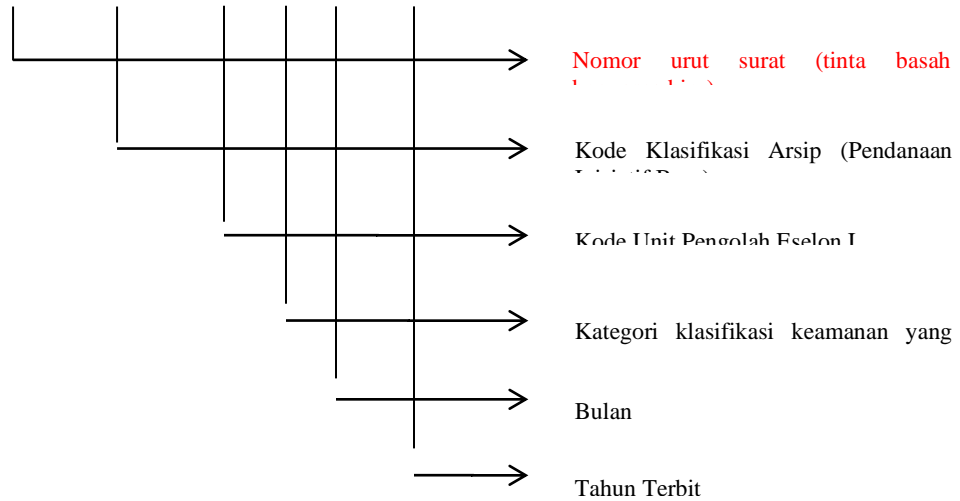 Nomor urut surat (tinta basah
Kode Klasifikasi Arsip (Pendanaan
Kode Unit Pengolah Eselon I
Kategori klasifikasi keamanan yang
Bulan
Tahun Terbit